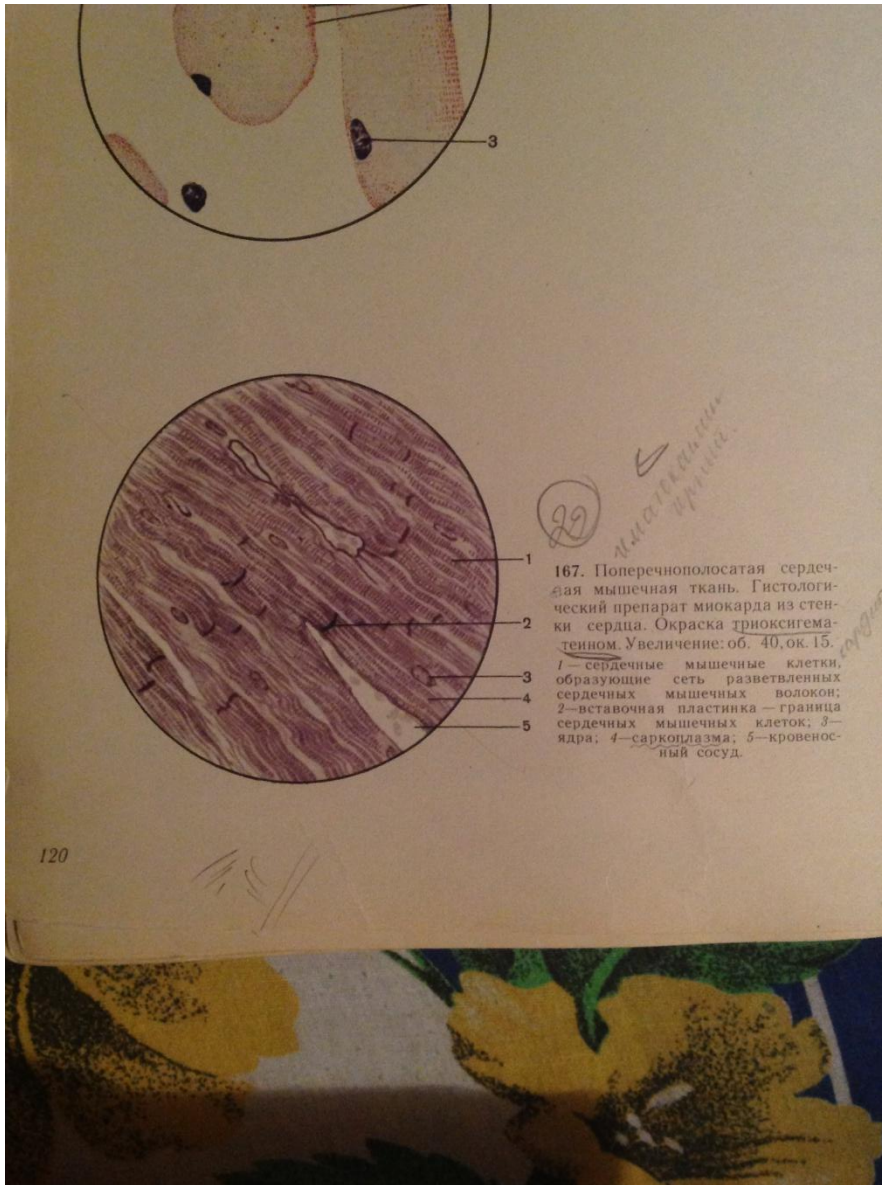 3
22
1
167. Поперечнополосатая сердеч-
ная мышечная ткань. Гистологи-
ческий препарат миокарда из стен-
ки сердца. Окраска триоксигема-
теином. Увеличение: об. 40, ок. 15.
1 — сердечные мышечные клетки,
образующие сеть разветвленных
сердечных мышечных волокон;
2—вставочная пластинка — граница
сердечных мышечных клеток; 3—
ядра; 4—саркоплазма; 5—кровенос-
ный сосуд.
2
3
4
5
120